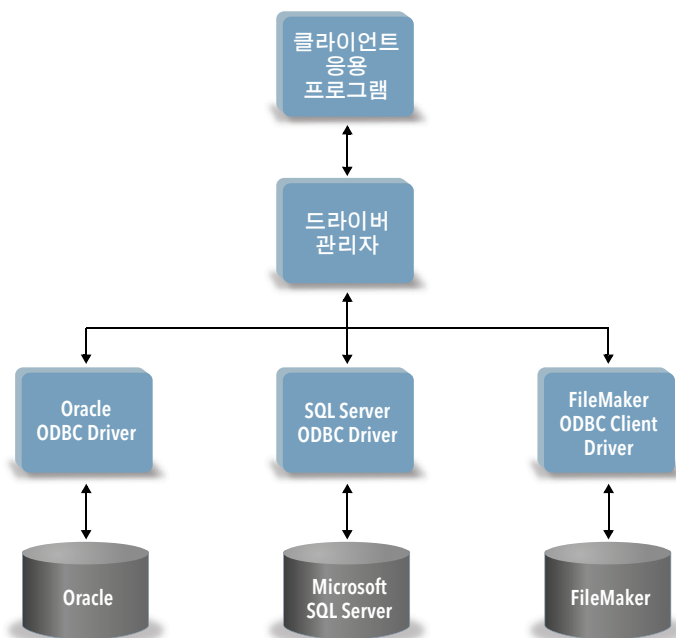 클라이언트
응용
프로그램
드라이버
관리자
Oracle
ODBC Driver
SQL Server
ODBC Driver
FileMaker
ODBC Client
Driver
Oracle
Microsoft
SQL Server
FileMaker